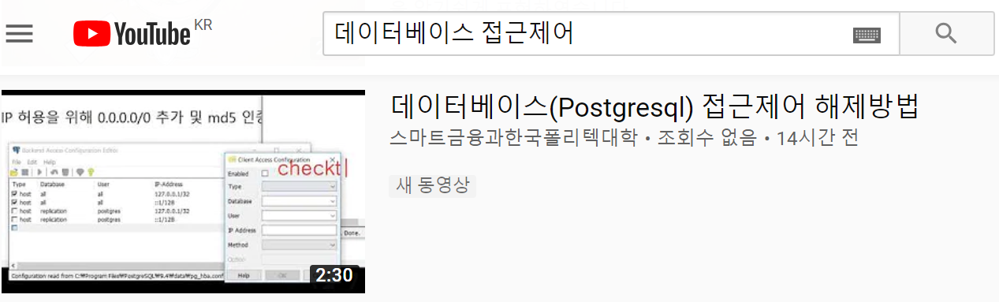 YouTube KR
데이터베이스 접근제어
데이터베이스(Postgresql) 접근제어 해제방법
스마트금융과한국폴리텍대학 • 조회수 없음 • 14시간 전
새 동영상
IP 허용을 위해 0.0.0.0/0 추가 및 md5
Backend Access Configuration Editor
File Edit Help
Type Database User IP-Address
host all all 127.0.0.1/32
host all all ::1/128
host replication postgres 127.0.0.1/32
host replication postgres ::1/128
Configuration read from C:₩Program Files₩PostgreSQL₩9.4₩data₩pg_hba.conf
Client Access Configuration
Enabled
checktl
Type
Database
User
IP Address
Method
Option
Help OK
Done.
2:30